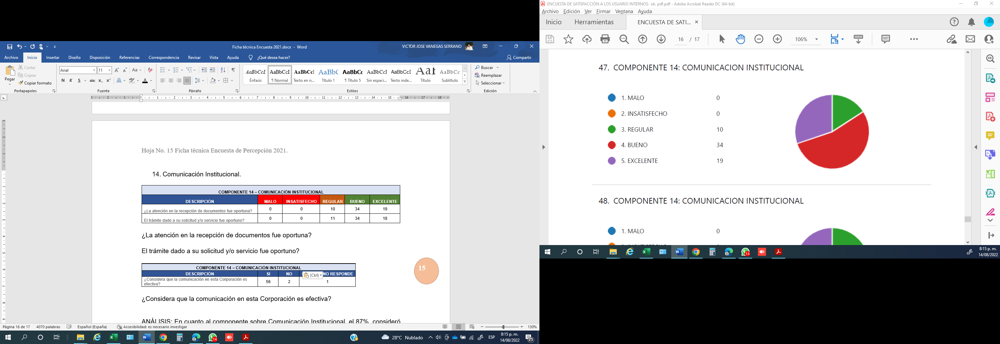 Ficha técnica Encuesta 2021.docx - Word
VICTOR JOSE VANEGAS SERRANO
Archivo Inicio Insertar Diseño Disposición Referencias Correspondencia Revisar Vista Ayuda ¿Qué desea hacer? Compartir
Pegar
Cortar
Copiar
Copiar formato
Portapapeles
Arial 11
N K S abc x₂ x²
Fuente
Párrafo
AaBbCcI AaBbCcI AaBbCcI AaBbC AaBbCc AaBbCcI AaBbCcI AaI AaBbCc
Énfasis ¶ Normal Texto en n... Título 1 ¶ Título 5 Sin espaci... Texto inde... Título Subtítulo
Estilos
Buscar
Reemplazar
Seleccionar
Edición
Hoja No. 15 Ficha técnica Encuesta de Percepción 2021.
14. Comunicación Institucional.
COMPONENTE 14 – COMUNICACIÓN INSTITUCIONAL
DESCRIPCIÓN MALO INSATISFECHO REGULAR BUENO EXCELENTE
¿La atención en la recepción de documentos fue oportuna? 0 0 10 34 19
El trámite dado a su solicitud y/o servicio fue oportuno? 0 0 11 34 18
¿La atención en la recepción de documentos fue oportuna?
El trámite dado a su solicitud y/o servicio fue oportuno?
COMPONENTE 14 – COMUNICACIÓN INSTITUCIONAL
DESCRIPCIÓN SI NO (Ctrl) NO RESPONDE
¿Considera que la comunicación en esta Corporación es
efectiva? 56 2 1
15
¿Considera que la comunicación en esta Corporación es efectiva?
ANÁLISIS: En cuanto al componente sobre Comunicación Institucional, el 87%, consideró
Página 16 de 17 4070 palabras Español (España) Accesibilidad: es necesario investigar 130%
14
28°C Nublado ESP
8:15 p. m.
14/08/2022
25
ENCUESTA DE SATISFACCIÓN A LOS USUARIO INTERNOS- ok. pdf.pdf - Adobe Acrobat Reader DC (64-bit)
Archivo Edición Ver Firmar Ventana Ayuda
Inicio Herramientas ENCUESTA DE SATI... ×
16 / 17 106%
47. COMPONENTE 14: COMUNICACION INSTITUCIONAL
1. MALO 0
2. INSATISFECHO 0
3. REGULAR 10
4. BUENO 34
5. EXCELENTE 19
48. COMPONENTE 14: COMUNICACION INSTITUCIONAL
1. MALO 0
14
8:15 p. m.
14/08/2022